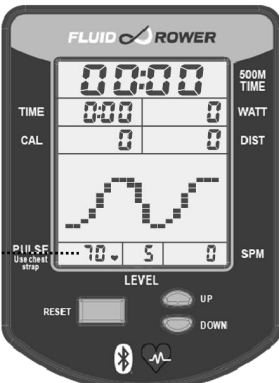 FLUID ROWER
00:00 500M TIME
TIME 0:00 0 WATT
CAL 0 0 DIST
PULSE Use chest strap 70 5 0 SPM
LEVEL
RESET UP
DOWN